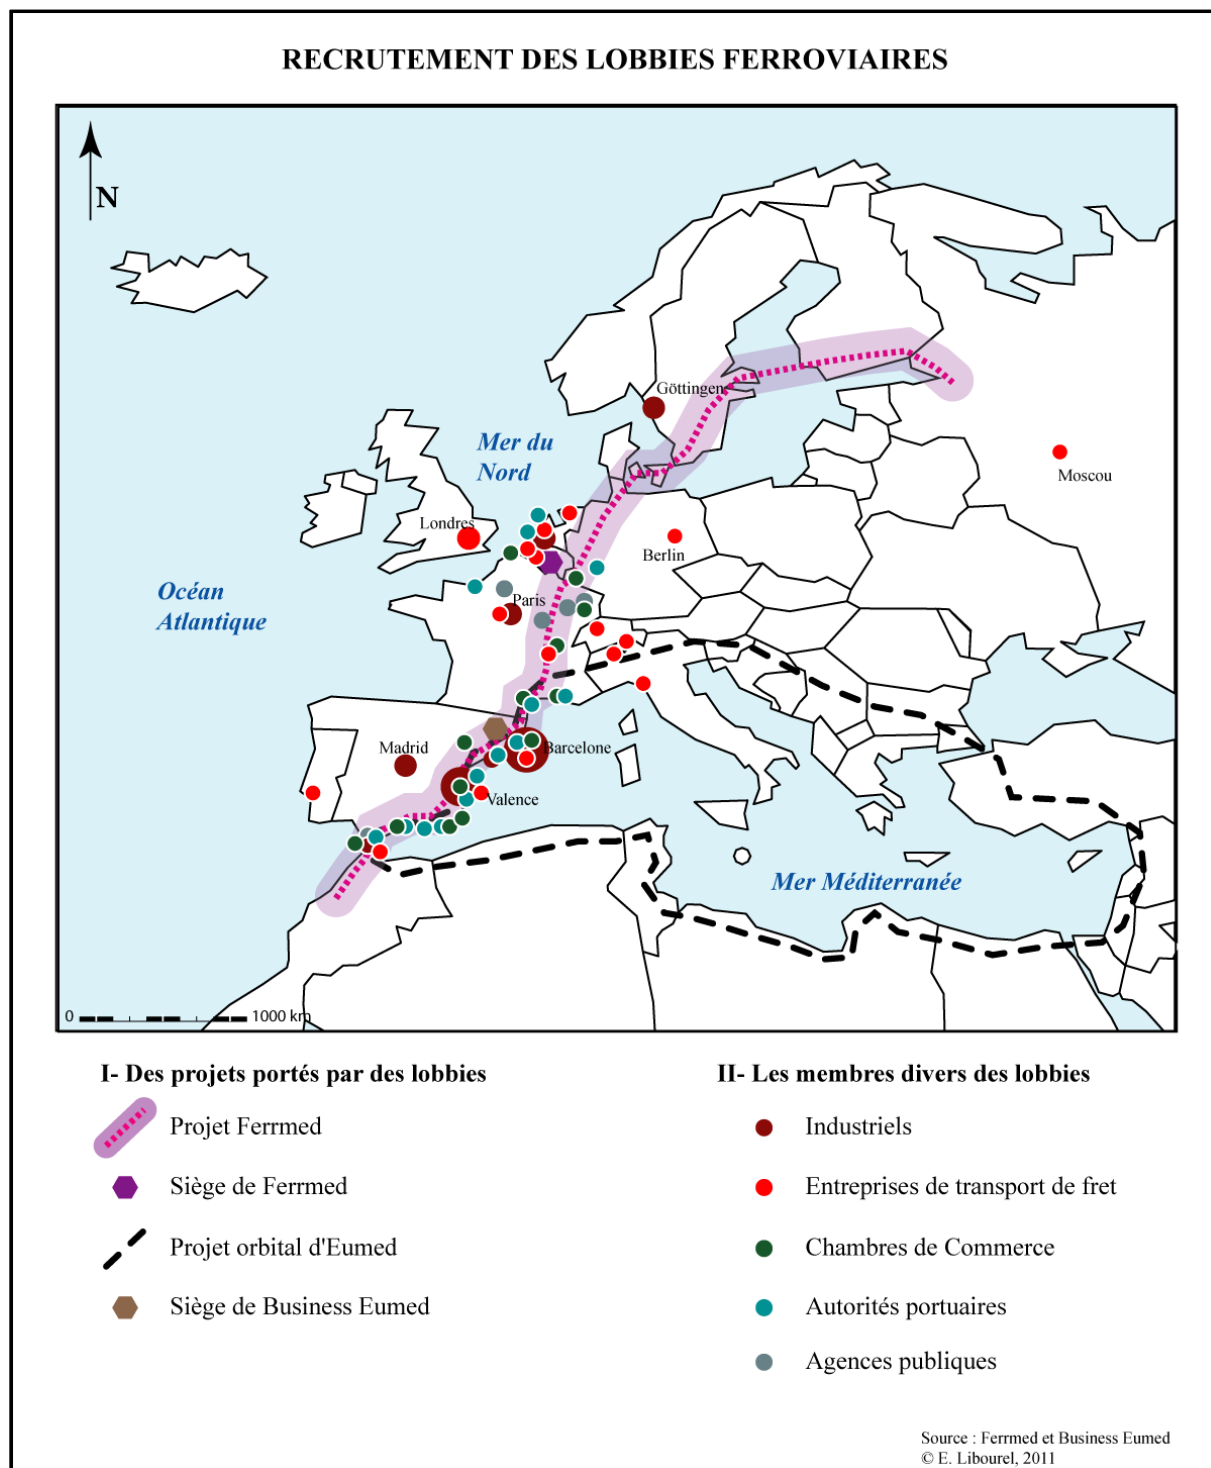 RECRUTEMENT DES LOBBIES FERROVIAIRES
N
Göttingen
Mer du
Nord
Moscou
Londres
Berlin
Océan
Atlantique
Paris
Madrid
Barcelone
Valence
Mer Méditerranée
0
1000 km
I- Des projets portés par des lobbies
Projet Ferrmed
Siège de Ferrmed
Projet orbital d'Eumed
Siège de Business Eumed
II- Les membres divers des lobbies
Industriels
Entreprises de transport de fret
Chambres de Commerce
Autorités portuaires
Agences publiques
Source : Ferrmed et Business Eumed
© E. Libourel, 2011